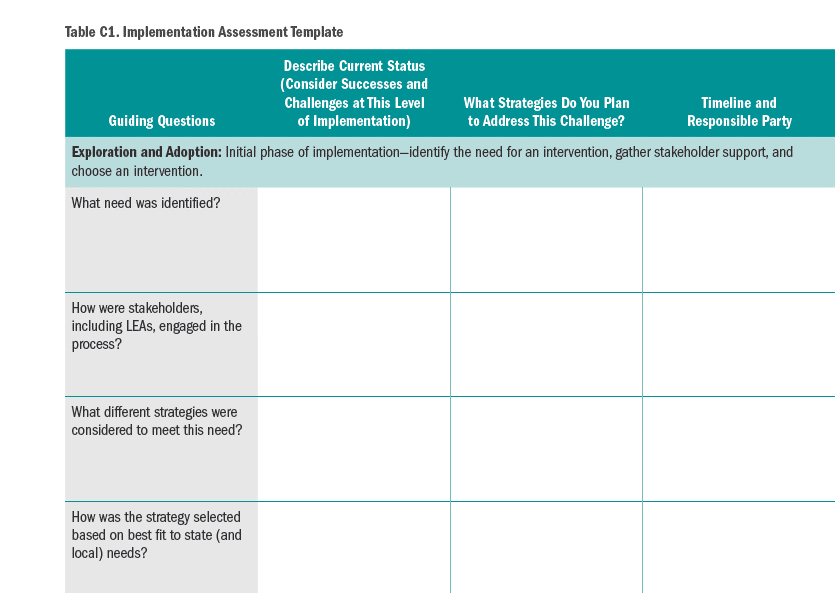 Table C1. Implementation Assessment Template
Guiding Questions
Describe Current Status
(Consider Successes and
Challenges at This Level
of Implementation)
What Strategies Do You Plan
to Address This Challenge?
Timeline and
Responsible Party
Exploration and Adoption: Initial phase of implementation—identify the need for an intervention, gather stakeholder support, and
choose an intervention.
What need was identified?
How were stakeholders,
including LEAs, engaged in the
process?
What different strategies were
considered to meet this need?
How was the strategy selected
based on best fit to state (and
local) needs?